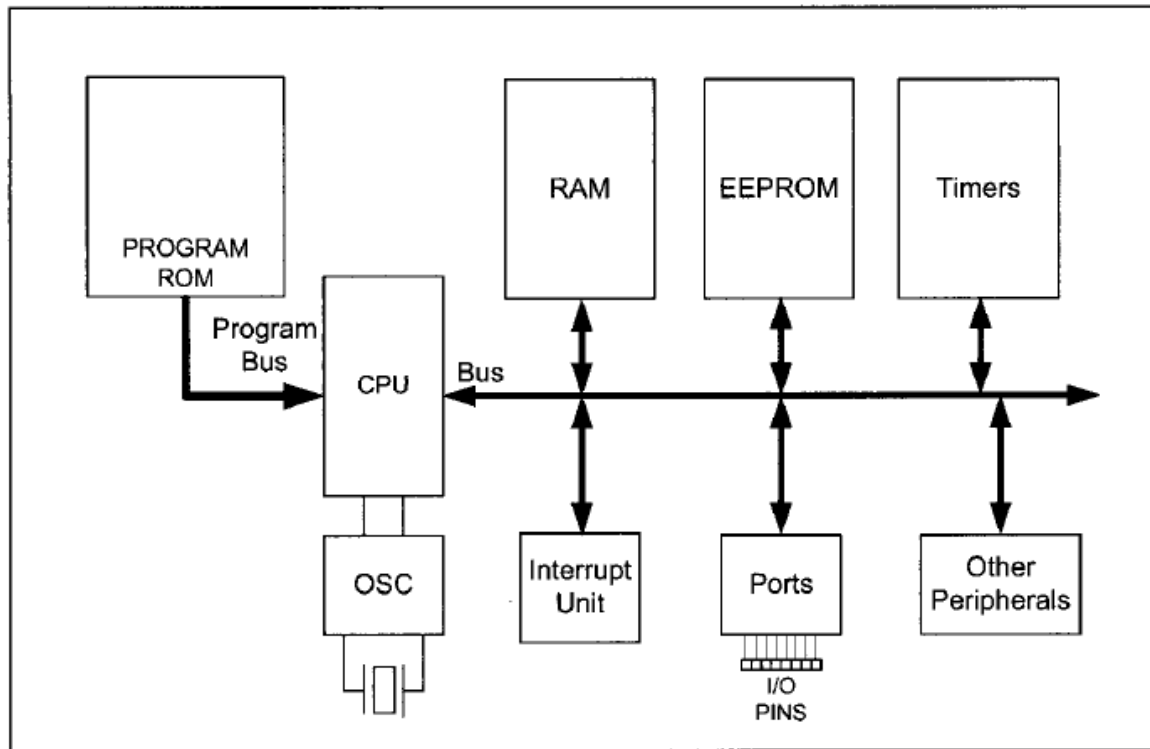 PROGRAM
ROM
Program
Bus
CPU
Bus
OSC
RAM
EEPROM
Timers
Interrupt
Unit
Ports
I/O
PINS
Other
Peripherals